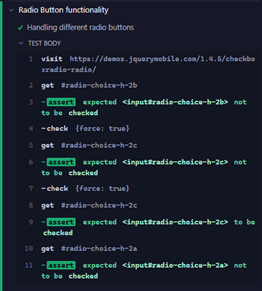 Radio Button functionality
Handling different radio buttons
TEST BODY
1 visit https://demos.jquerymobile.com/1.4.5/checkbo
xradio-radio/
2 get #radio-choice-h-2b
3 -assert expected <input#radio-choice-h-2b> not
to be checked
4 -check {force: true}
5 get #radio-choice-h-2c
6 -assert expected <input#radio-choice-h-2c> not
to be checked
7 -check {force: true}
8 get #radio-choice-h-2c
9 -assert expected <input#radio-choice-h-2c> to be
checked
10 get #radio-choice-h-2a
11 -assert expected <input#radio-choice-h-2a> not
to be checked